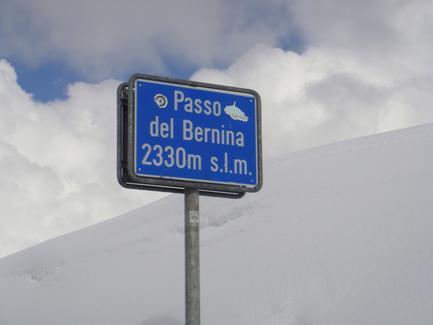 Passo
del Bernina
2330m s.l.m.